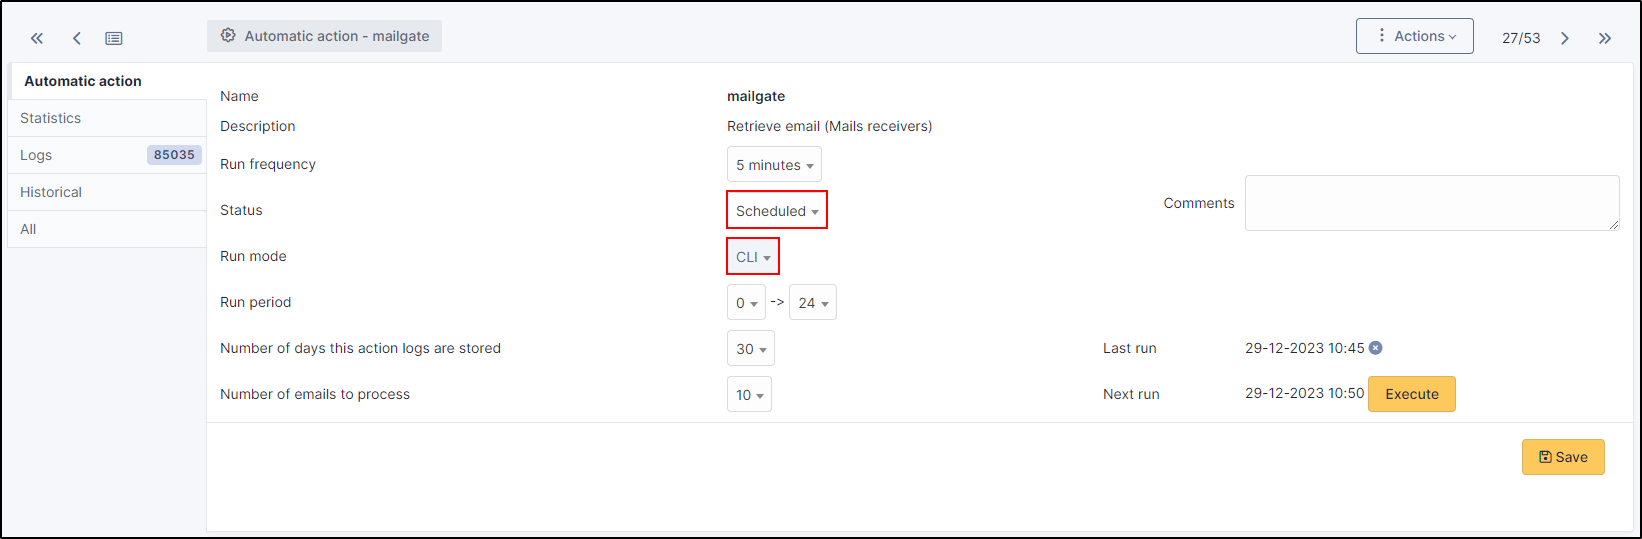 Automatic action - mailgate
Actions
27/53
Automatic action
Statistics
Logs 85035
Historical
All
Name mailgate
Description Retrieve email (Mails receivers)
Run frequency 5 minutes
Status Scheduled
Comments
Run mode CLI
Run period 0 -> 24
Number of days this action logs are stored 30 Last run 29-12-2023 10:45
Number of emails to process 10 Next run 29-12-2023 10:50 Execute
Save